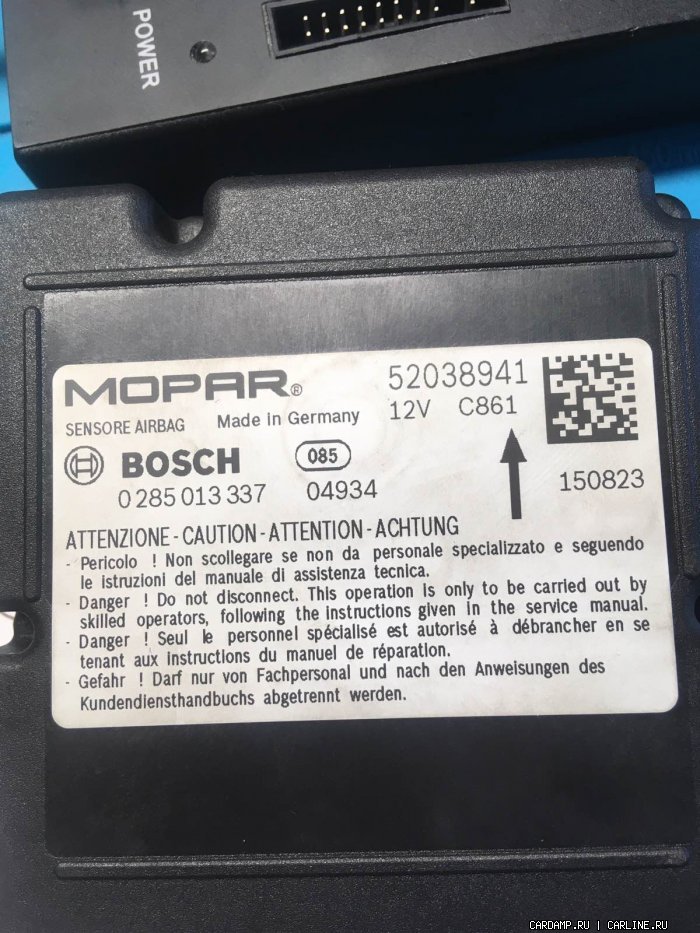 POWER
MOPAR®
52038941
SENSORE AIRBAG Made in Germany
12V C861
BOSCH 085
0 285 013 337 04934
150823
ATTENZIONE - CAUTION - ATTENTION - ACHTUNG
- Pericolo ! Non scollegare se non da personale specializzato e seguendo
le istruzioni del manuale di assistenza tecnica.
- Danger ! Do not disconnect. This operation is only to be carried out by
skilled operators, following the instructions given in the service manual.
- Danger ! Seul le personnel spécialisé est autorisé à débrancher en se
tenant aux instructions du manuel de réparation.
- Gefahr ! Darf nur von Fachpersonal und nach den Anweisungen des
Kundendiensthandbuchs abgetrennt werden.
CARDAMP.RU | CARLINE.RU